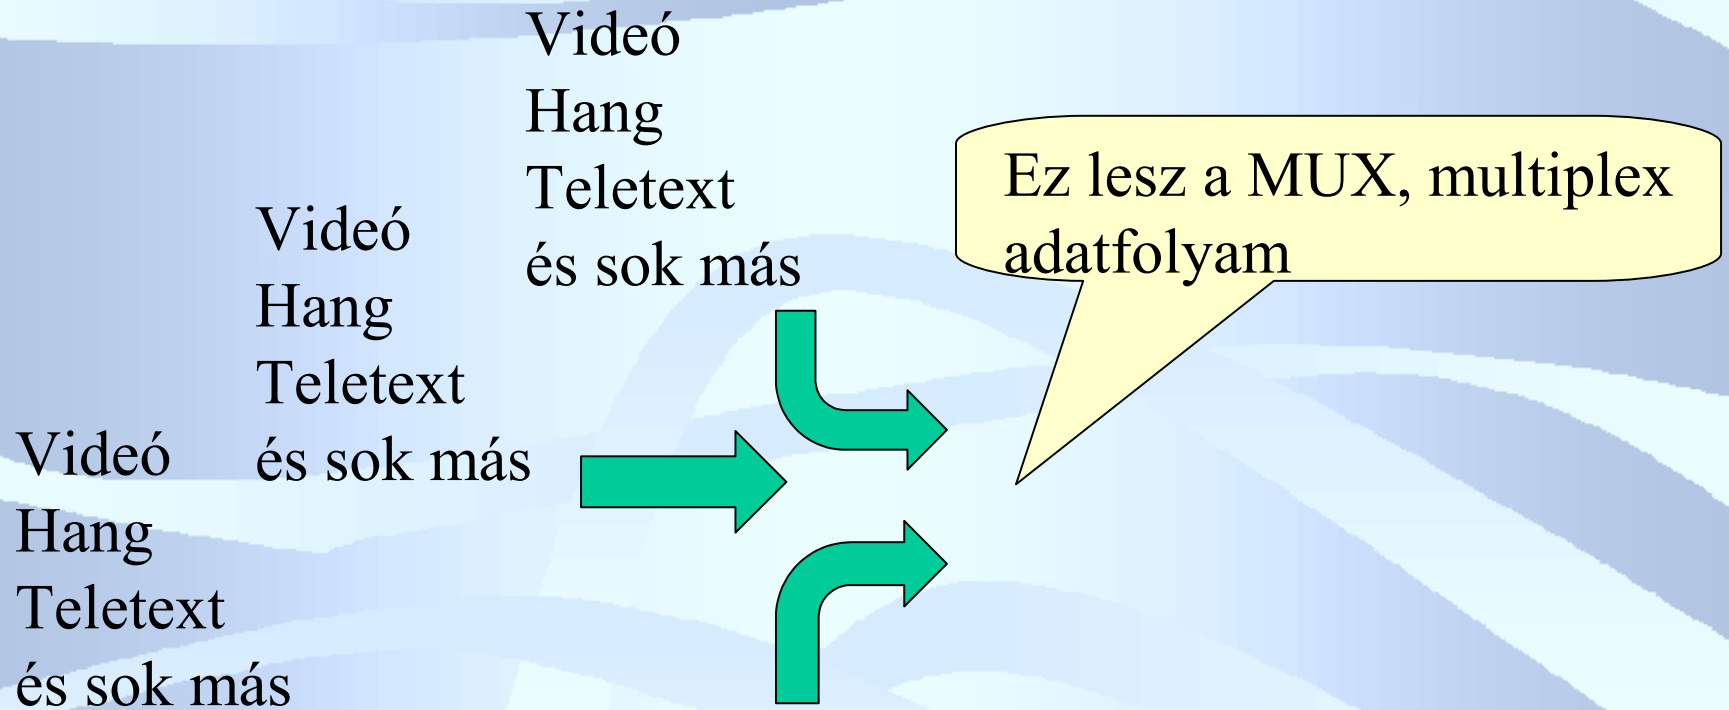 Videó
Hang
Teletext
és sok más
Videó
Hang
Teletext
és sok más
Videó
Hang
Teletext
és sok más
Ez lesz a MUX, multiplex
adatfolyam